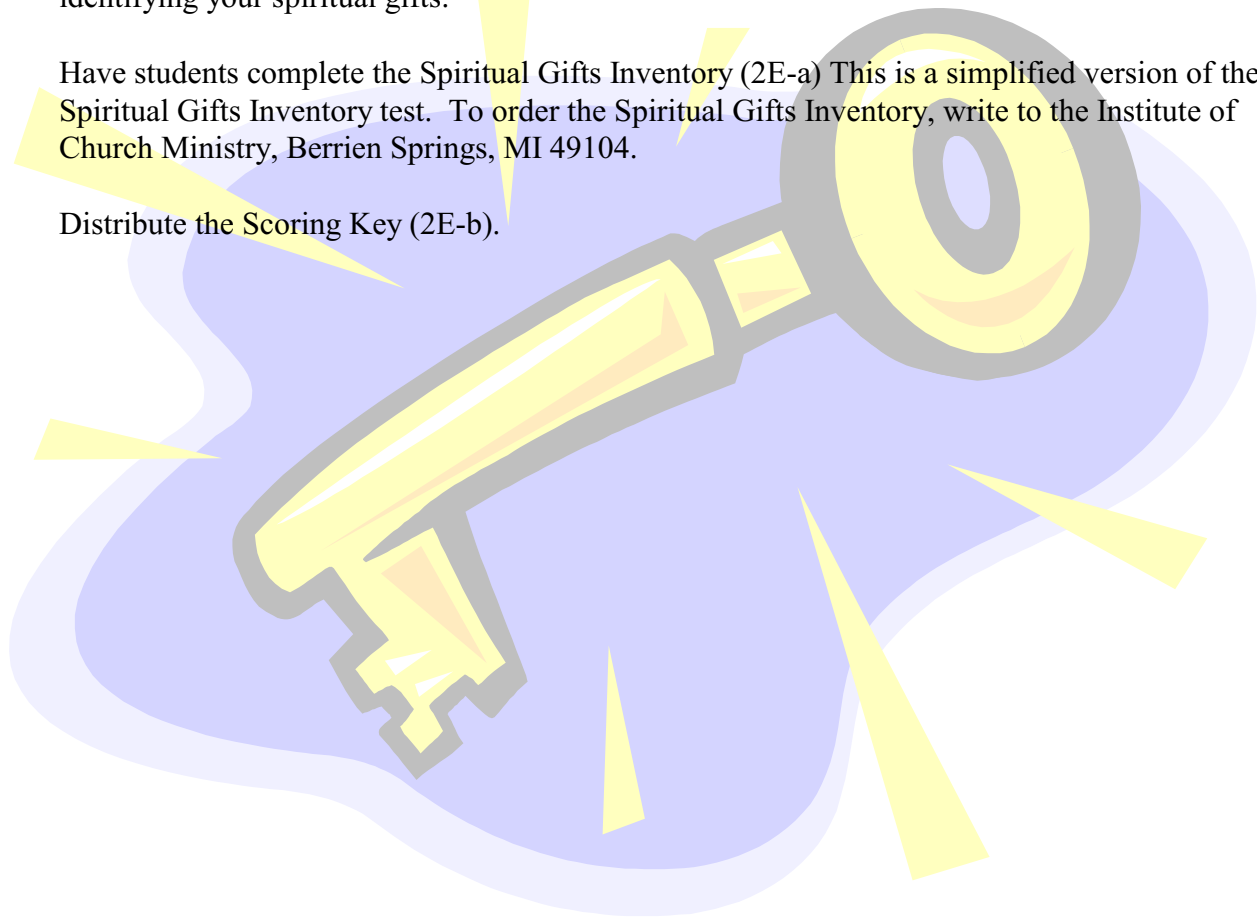 identifying your spiritual gifts.
Have students complete the Spiritual Gifts Inventory (2E-a) This is a simplified version of the
Spiritual Gifts Inventory test.  To order the Spiritual Gifts Inventory, write to the Institute of
Church Ministry, Berrien Springs, MI 49104.
Distribute the Scoring Key (2E-b).